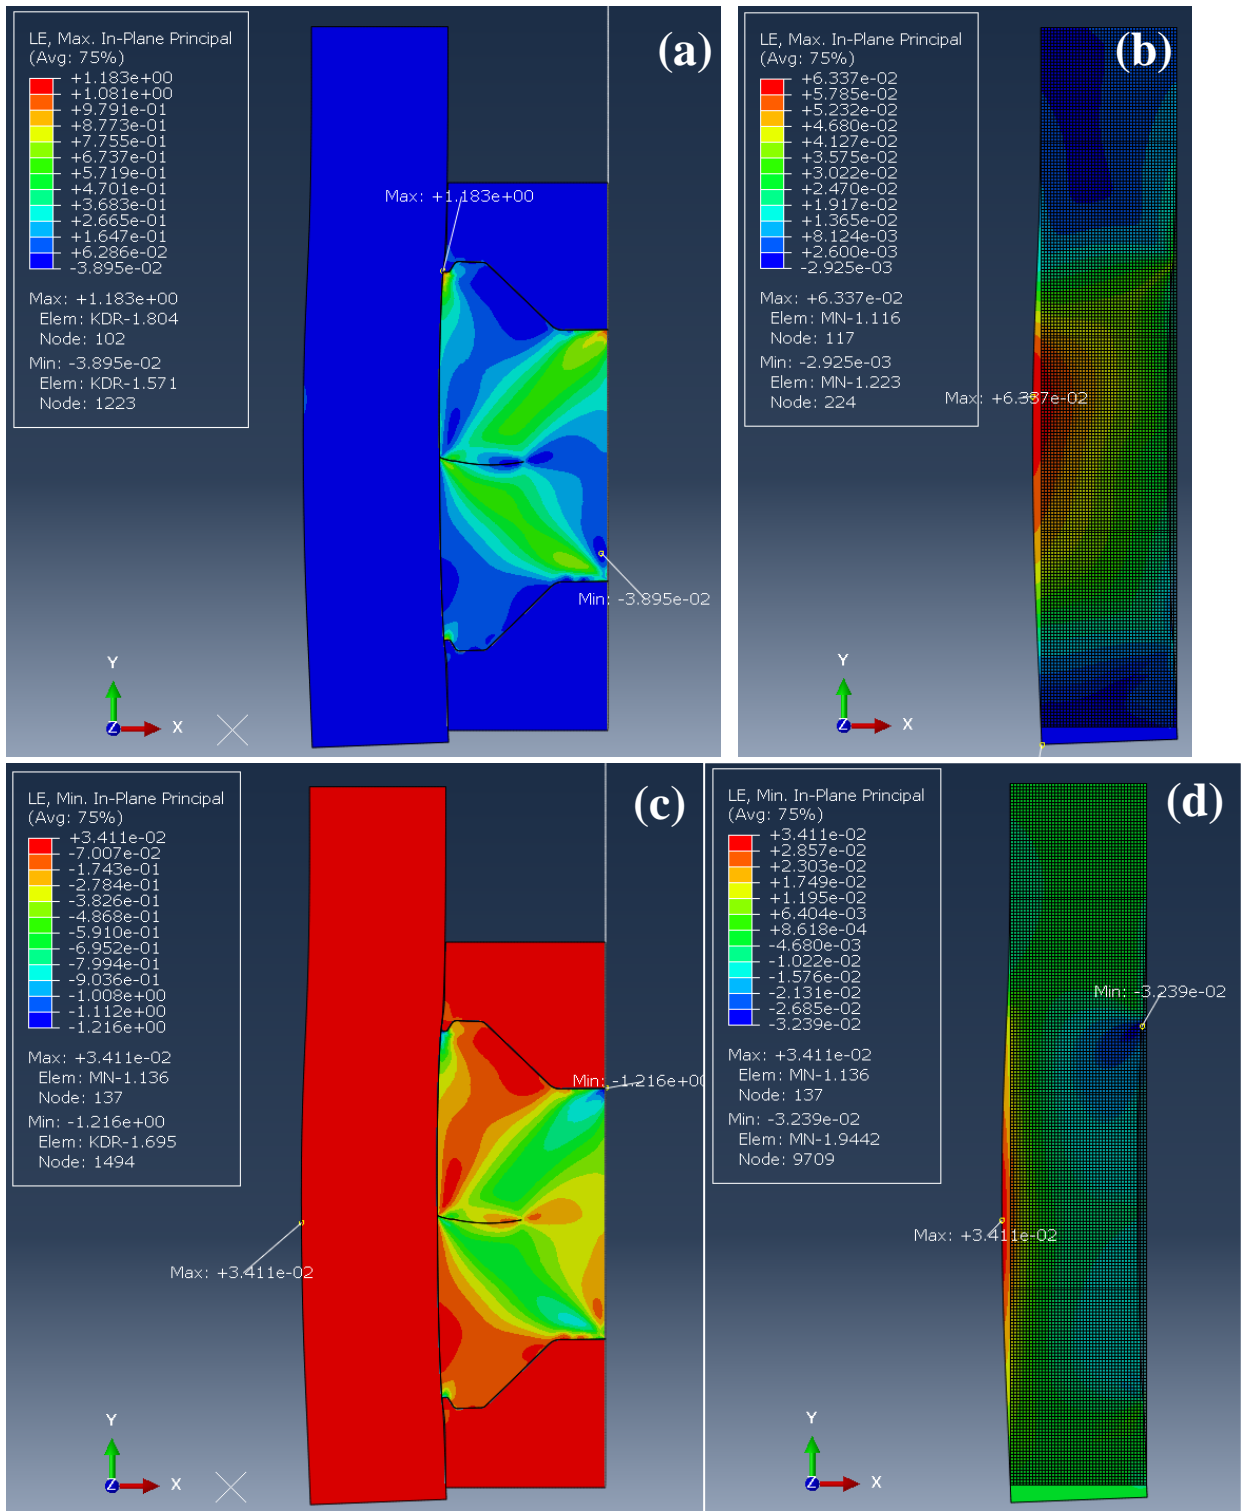 LE, Max. In-Plane Principal
(Avg: 75%)
+1.183e+00
+1.081e+00
+9.791e-01
+8.773e-01
+7.755e-01
+6.737e-01
+5.719e-01
+4.701e-01
+3.683e-01
+2.665e-01
+1.647e-01
+6.286e-02
-3.895e-02
Max: +1.183e+00
Elem: KDR-1.804
Node: 102
Min: -3.895e-02
Elem: KDR-1.571
Node: 1223
(a)
Max: +1.183e+00
Min: -3.895e-02
Y
Z
X
LE, Max. In-Plane Principal
(Avg: 75%)
+6.337e-02
+5.785e-02
+5.232e-02
+4.680e-02
+4.127e-02
+3.575e-02
+3.022e-02
+2.470e-02
+1.917e-02
+1.365e-02
+8.124e-03
+2.600e-03
-2.925e-03
Max: +6.337e-02
Elem: MN-1.116
Node: 117
Min: -2.925e-03
Elem: MN-1.223
Node: 224
(b)
Max: +6.337e-02
Y
Z
X
LE, Min. In-Plane Principal
(Avg: 75%)
+3.411e-02
-7.007e-02
-1.743e-01
-2.784e-01
-3.826e-01
-4.868e-01
-5.910e-01
-6.952e-01
-7.994e-01
-9.036e-01
-1.008e+00
-1.112e+00
-1.216e+00
Max: +3.411e-02
Elem: MN-1.136
Node: 137
Min: -1.216e+00
Elem: KDR-1.695
Node: 1494
(c)
Min: -1.216e+00
Max: +3.411e-02
Y
Z
X
LE, Min. In-Plane Principal
(Avg: 75%)
+3.411e-02
+2.857e-02
+2.303e-02
+1.749e-02
+1.195e-02
+6.404e-03
+8.618e-04
-4.680e-03
-1.022e-02
-1.576e-02
-2.131e-02
-2.685e-02
-3.239e-02
Max: +3.411e-02
Elem: MN-1.136
Node: 137
Min: -3.239e-02
Elem: MN-1.9442
Node: 9709
(d)
Min: -3.239e-02
Max: +3.411e-02
Y
Z
X